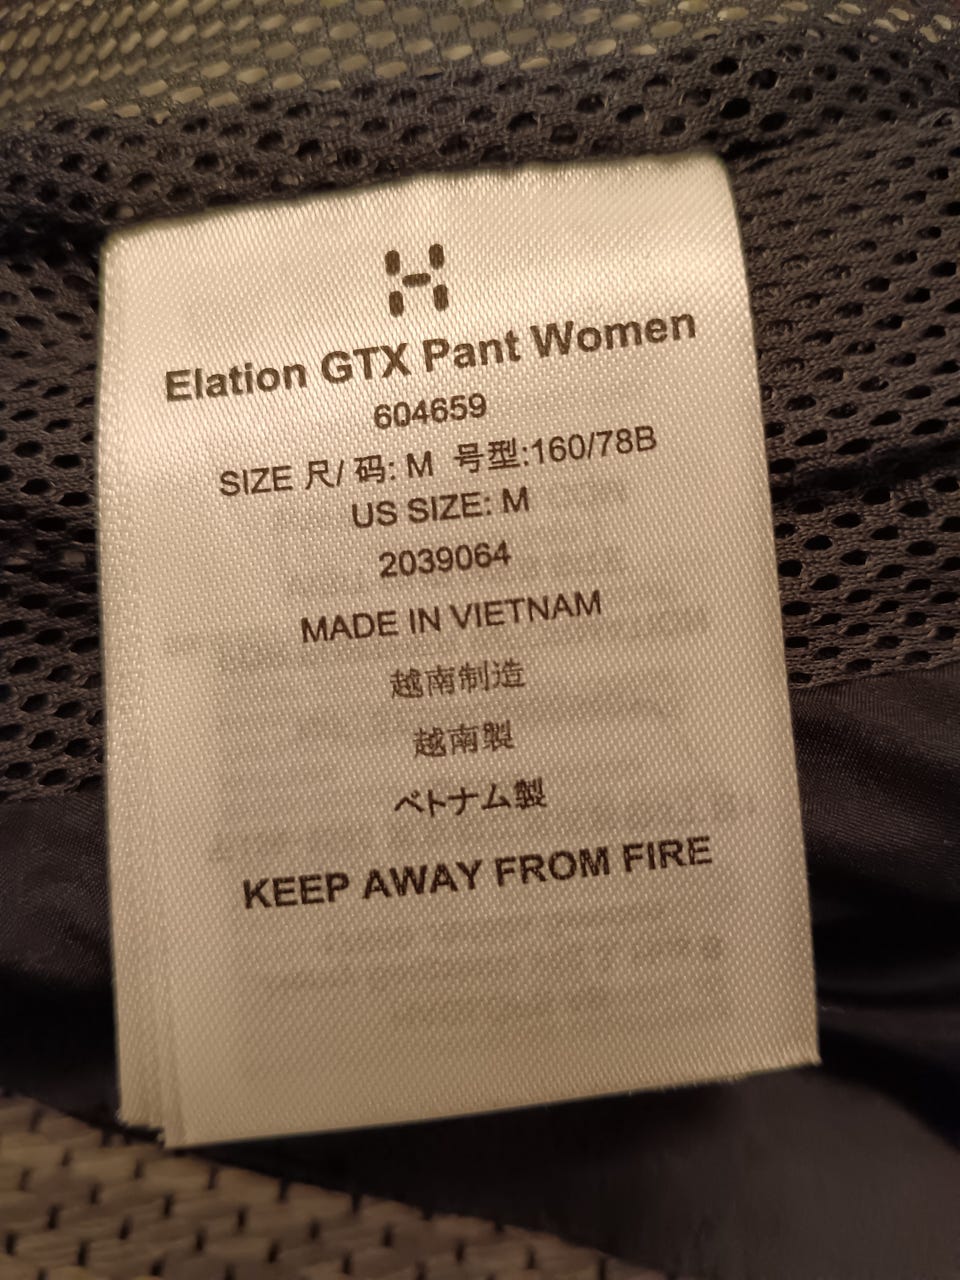 Elation GTX Pant Women
604659
SIZE 尺/ 码: M 号型:160/78B
US SIZE: M
2039064
MADE IN VIETNAM
越南制造
越南製
ベトナム製
KEEP AWAY FROM FIRE